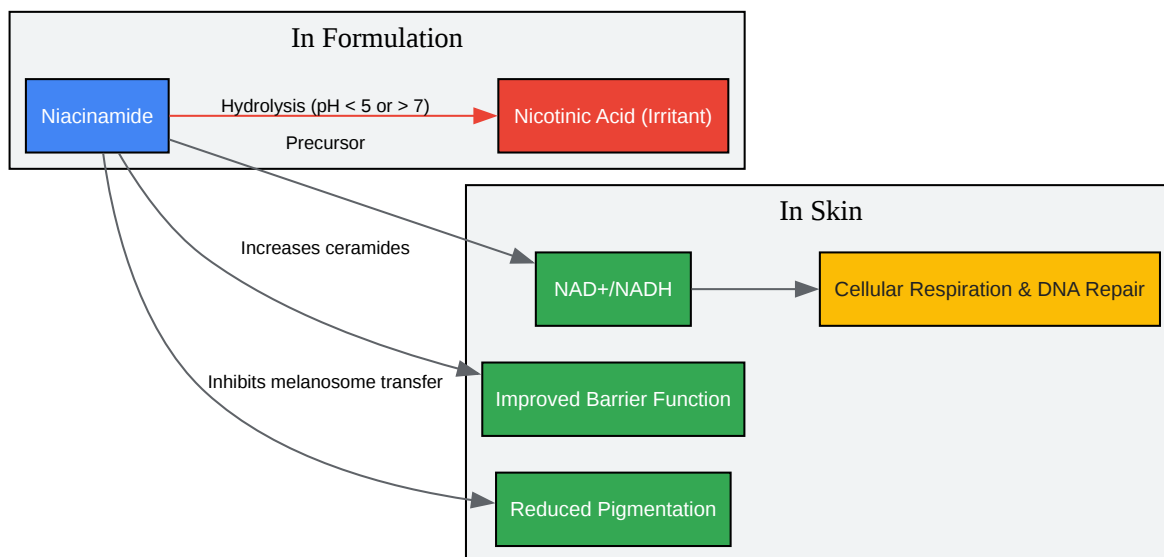 In Formulation
Niacinamide
Hydrolysis (pH < 5 or > 7)
Nicotinic Acid (Irritant)
Precursor
In Skin
Increases ceramides
NAD+/NADH
Cellular Respiration & DNA Repair
Inhibits melanosome transfer
Improved Barrier Function
Reduced Pigmentation